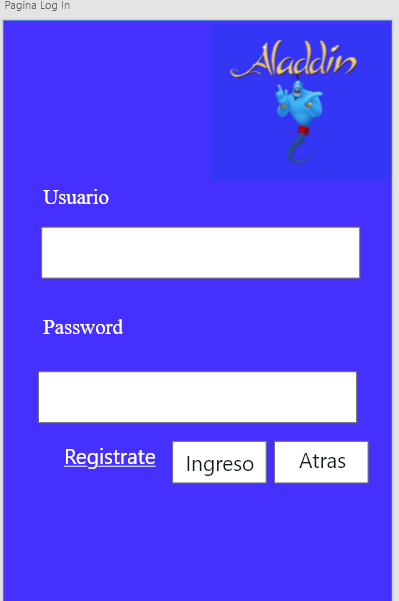 Pagina Log In
Aladdin
Usuario
Password
Registrate
Ingreso
Atras